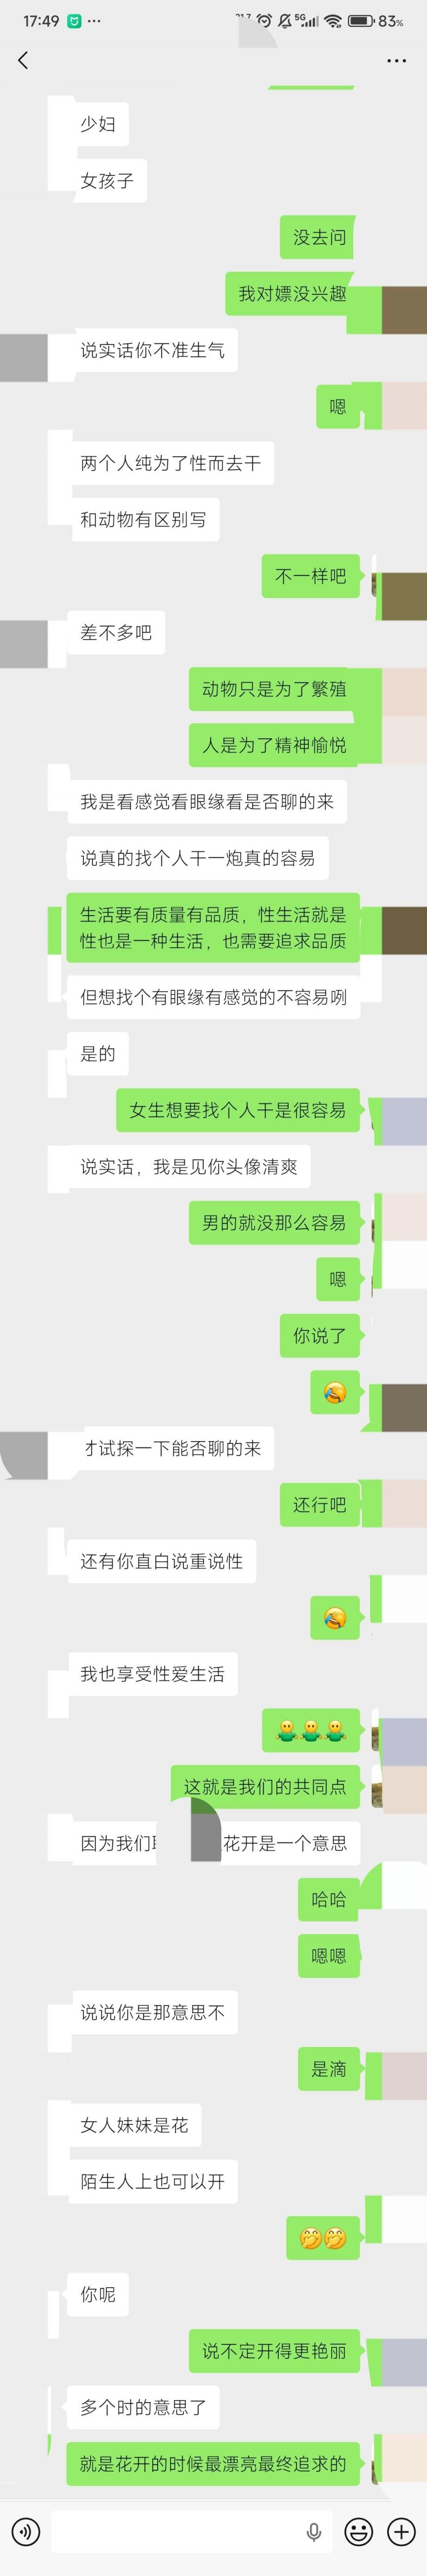 17:49
5G
83%
少妇
女孩子
没去问
我对嫖没兴趣
说实话你不准生气
嗯
两个人纯为了性而去干
和动物有区别写
不一样吧
差不多吧
动物只是为了繁殖
人是为了精神愉悦
我是看感觉看眼缘看是否聊的来
说真的找个人干一炮真的容易
生活要有质量有品质，性生活就是
性也是一种生活，也需要追求品质
但想找个有眼缘有感觉的不容易咧
是的
女生想要找个人干是很容易
说实话，我是见你头像清爽
男的就没那么容易
嗯
你说了
才试探一下能否聊的来
还行吧
还有你直白说重说性
我也享受性爱生活
这就是我们的共同点
因为我们 花开是一个意思
哈哈
嗯嗯
说说你是那意思不
是滴
女人妹妹是花
陌生人上也可以开
你呢
说不定开得更艳丽
多个时的意思了
就是花开的时候最漂亮最终追求的